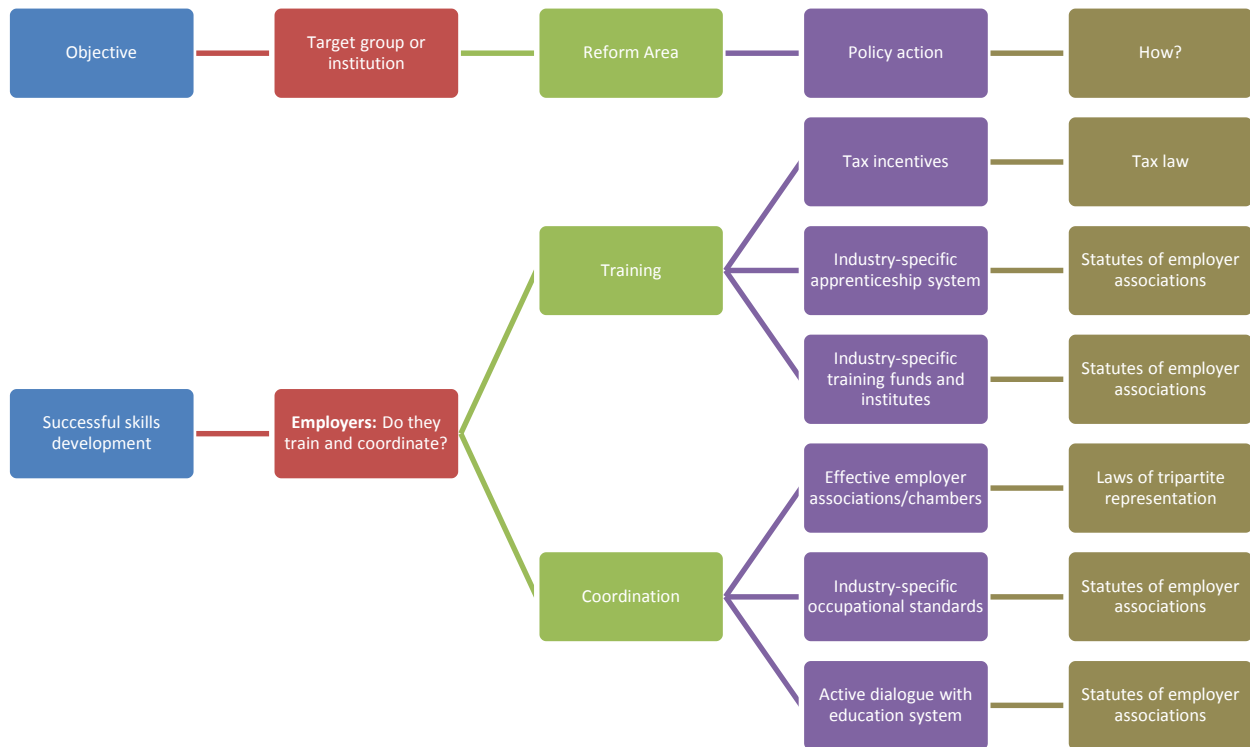 Objective
Target group or
institution
Reform Area
Policy action
How?
Tax incentives
Tax law
Training
Industry-specific
apprenticeship system
Statutes of employer
associations
Industry-specific
training funds and
institutes
Statutes of employer
associations
Successful skills
development
Employers: Do they
train and coordinate?
Effective employer
associations/chambers
Laws of tripartite
representation
Coordination
Industry-specific
occupational standards
Statutes of employer
associations
Active dialogue with
education system
Statutes of employer
associations